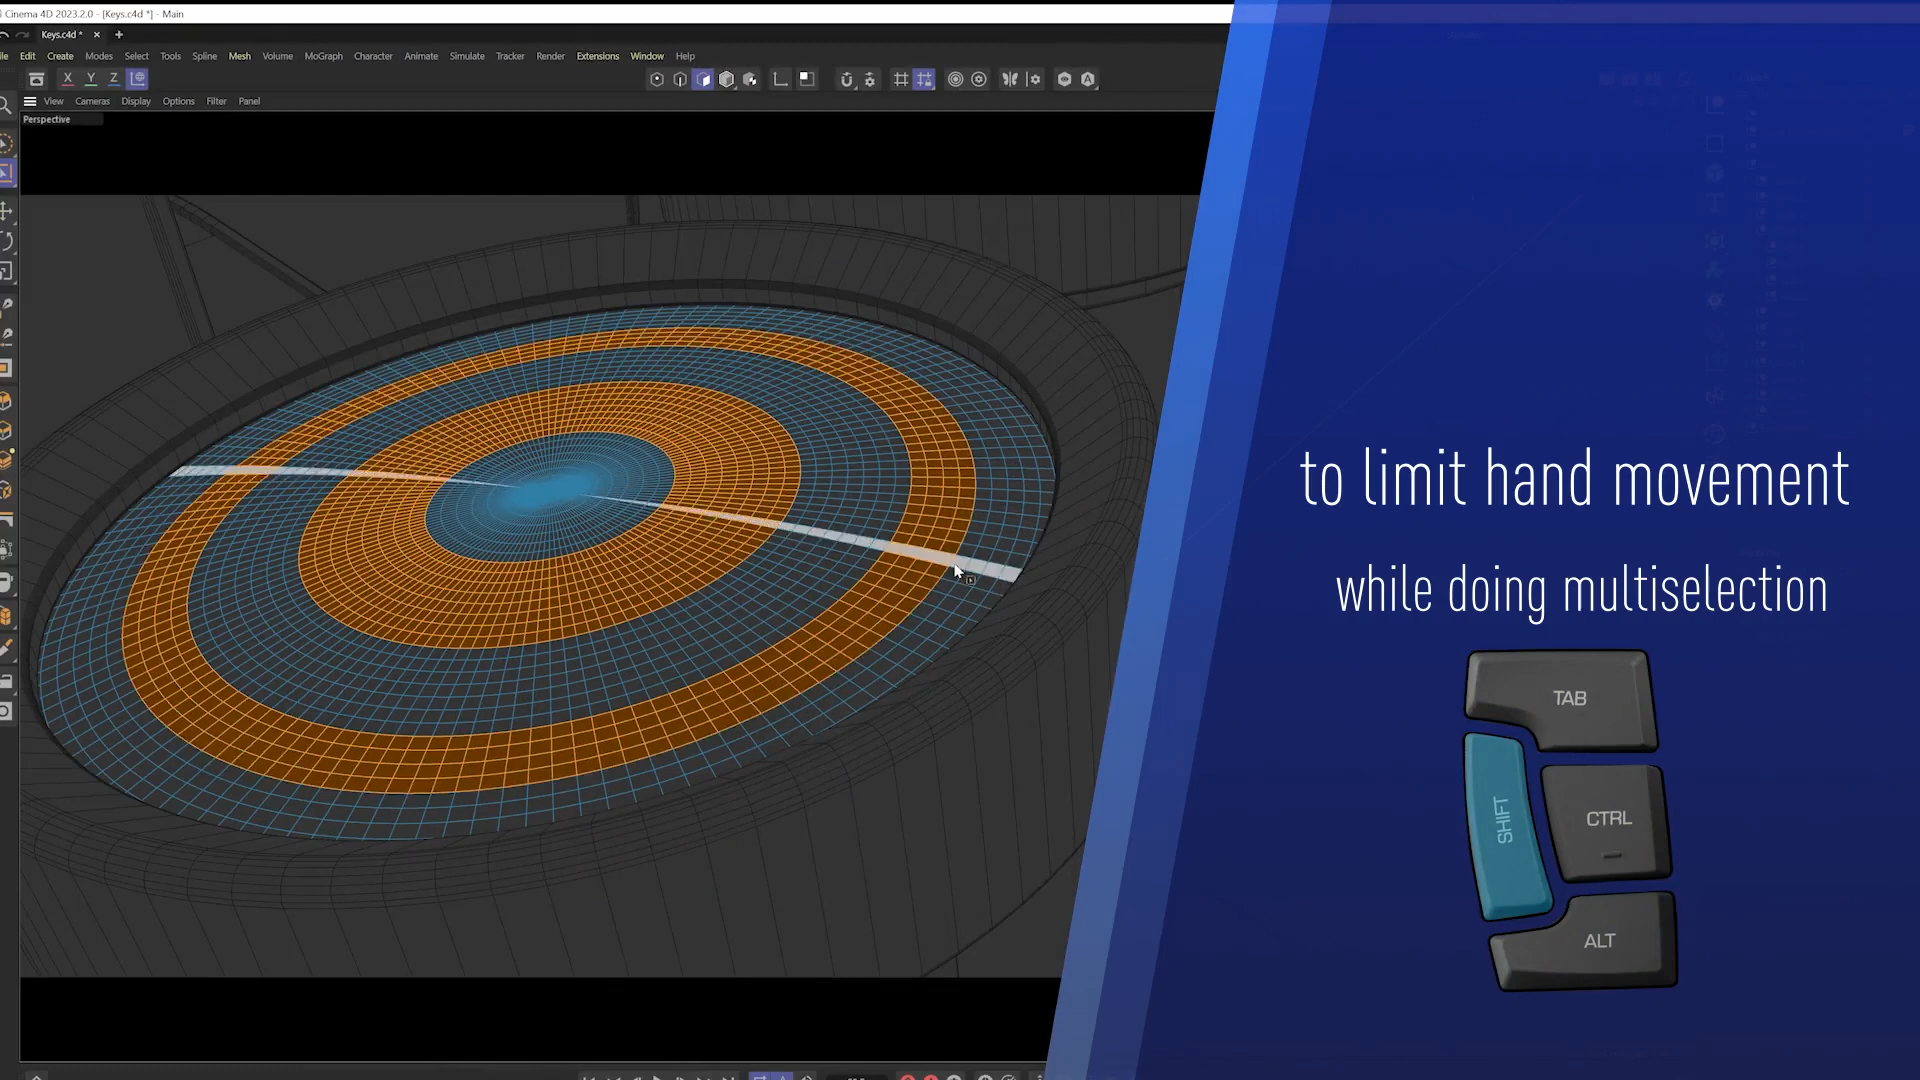 Cinema 4D 2023.2.0 - [Keys.c4d *] - Main
Keys.c4d *
Edit Create Modes Select Tools Spline Mesh Volume MoGraph Character Animate Simulate Tracker Render Extensions Window Help
X Y Z
View Cameras Display Options Filter Panel
Perspective
to limit hand movement
while doing multiselection
TAB
SHIFT
CTRL
ALT